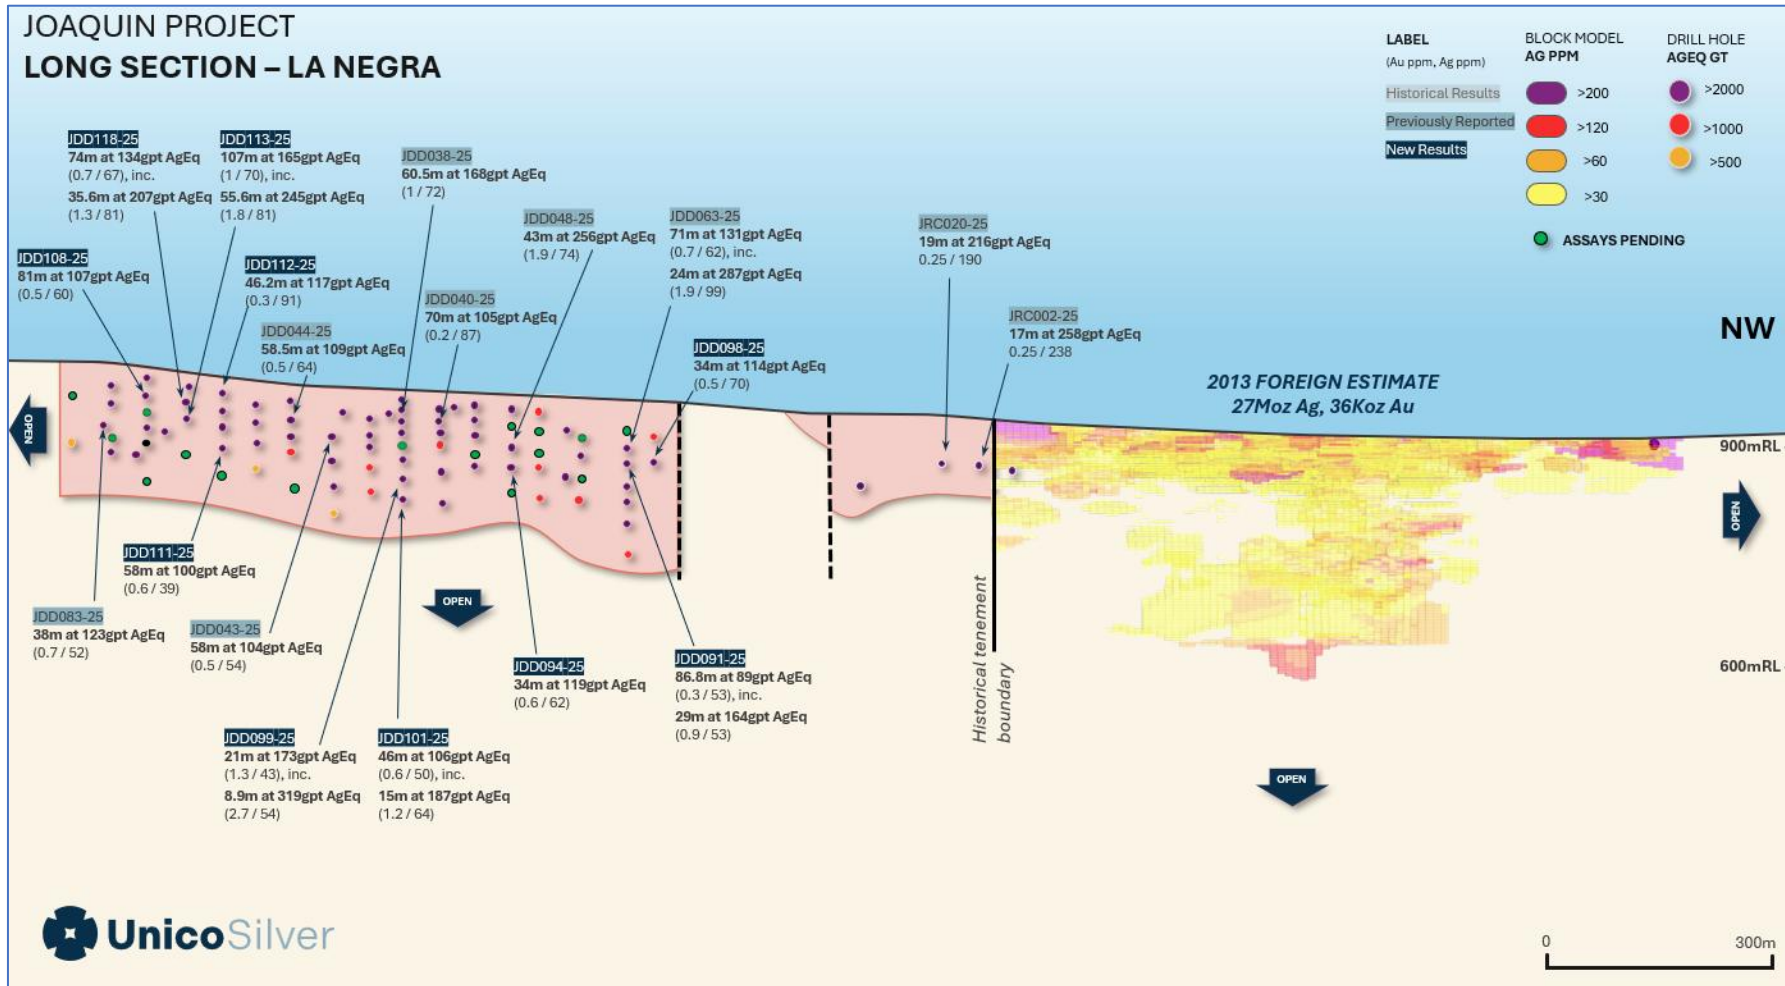 JOAQUIN PROJECT
LONG SECTION – LA NEGRA
LABEL
(Au ppm, Ag ppm)
Historical Results
Previously Reported
New Results
BLOCK MODEL
AG PPM
>200
>120
>60
>30
DRILL HOLE
AGEQ GT
>2000
>1000
>500
ASSAYS PENDING
JDD118-25
74m at 134gpt AgEq
(0.7 / 67), inc.
35.6m at 207gpt AgEq
(1.3 / 81)
JDD113-25
107m at 165gpt AgEq
(1 / 70), inc.
55.6m at 245gpt AgEq
(1.8 / 81)
JDD038-25
60.5m at 168gpt AgEq
(1 / 72)
JDD048-25
43m at 256gpt AgEq
(1.9 / 74)
JDD063-25
71m at 131gpt AgEq
(0.7 / 62), inc.
24m at 287gpt AgEq
(1.9 / 99)
JRC020-25
19m at 216gpt AgEq
0.25 / 190
JDD108-25
81m at 107gpt AgEq
(0.5 / 60)
JDD112-25
46.2m at 117gpt AgEq
(0.3 / 91)
JDD040-25
70m at 105gpt AgEq
(0.2 / 87)
JDD044-25
58.5m at 109gpt AgEq
(0.5 / 64)
JDD098-25
34m at 114gpt AgEq
(0.5 / 70)
JRC002-25
17m at 258gpt AgEq
0.25 / 238
NW
2013 FOREIGN ESTIMATE
27Moz Ag, 36Koz Au
OPEN
900mRL
OPEN
JDD111-25
58m at 100gpt AgEq
(0.6 / 39)
OPEN
JDD083-25
38m at 123gpt AgEq
(0.7 / 52)
JDD043-25
58m at 104gpt AgEq
(0.5 / 54)
JDD094-25
34m at 119gpt AgEq
(0.6 / 62)
JDD091-25
86.8m at 89gpt AgEq
(0.3 / 53), inc.
29m at 164gpt AgEq
(0.9 / 53)
Historical tenement
boundary
600mRL
JDD099-25
21m at 173gpt AgEq
(1.3 / 43), inc.
8.9m at 319gpt AgEq
(2.7 / 54)
JDD101-25
46m at 106gpt AgEq
(0.6 / 50), inc.
15m at 187gpt AgEq
(1.2 / 64)
OPEN
UnicoSilver
0 300m